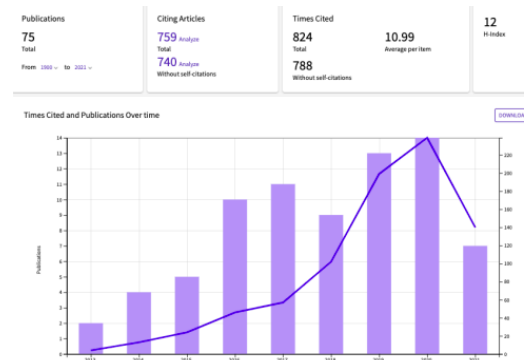 Publications
75
Total
From 1980 to 2021
Citing Articles
759 Analyze
Total
740 Analyze
Without self-citations
Times Cited
824
Total
10.99
Average per item
788
Without self-citations
12
H-Index
Times Cited and Publications Over time
DOWNLOA
Publications
14
13
12
11
10
9
8
7
6
5
4
3
2
1
0
220
200
180
160
140
120
100
80
60
40
20
0